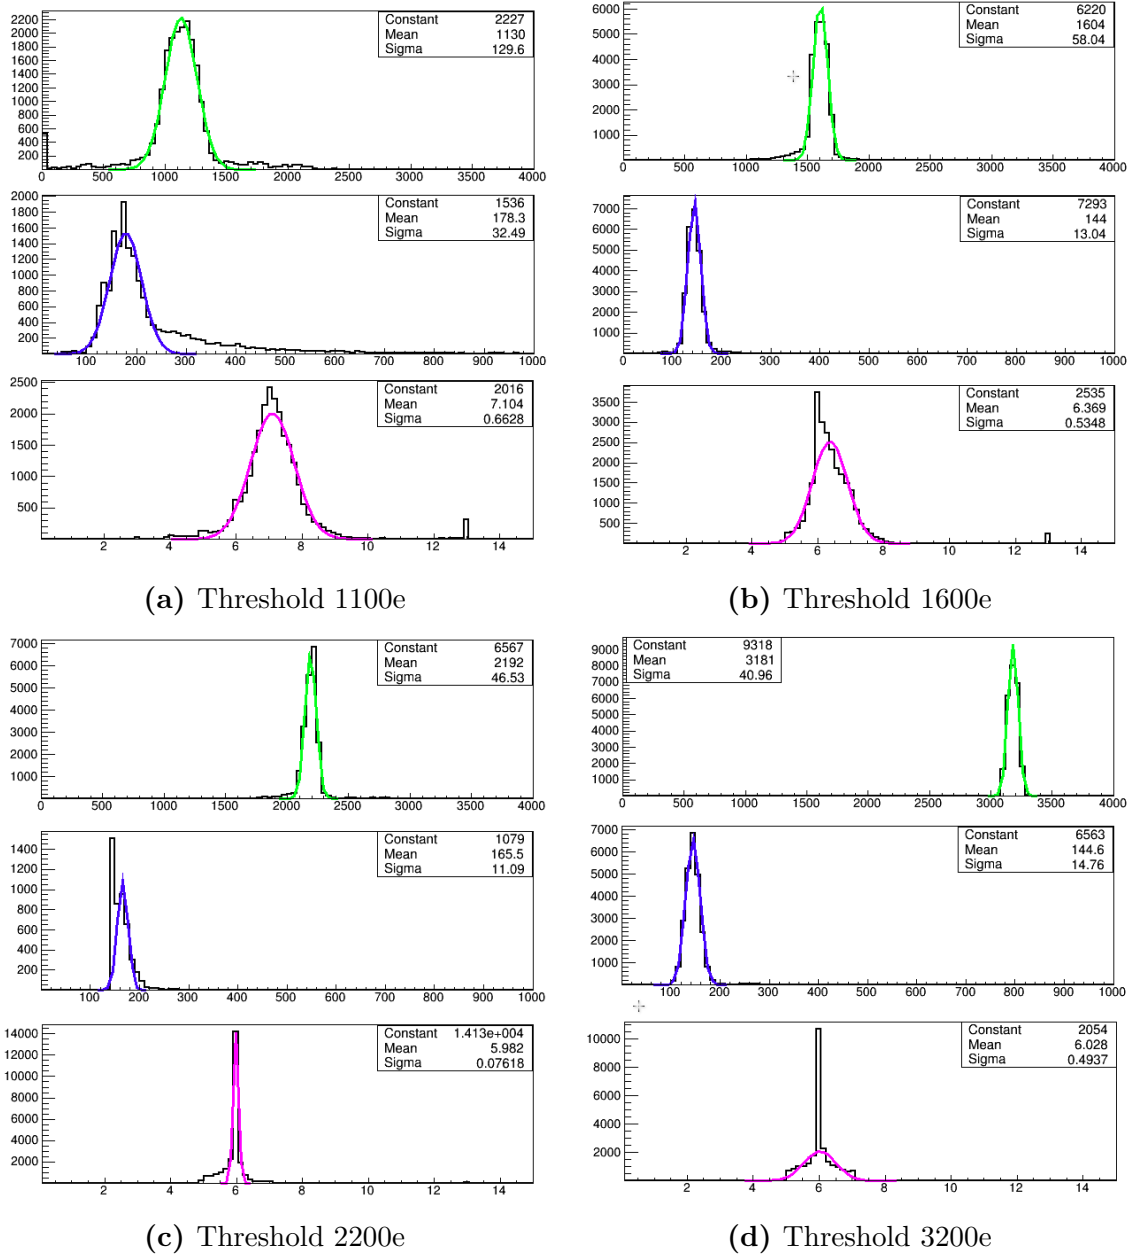 Constant 2227
Mean 1130
Sigma 129.6
2200
2000
1800
1600
1400
1200
1000
800
600
400
200
0 500 1000 1500 2000 2500 3000 3500 4000
Constant 1536
Mean 178.3
Sigma 32.49
2000
1800
1600
1400
1200
1000
800
600
400
200
100 200 300 400 500 600 700 800 900 1000
Constant 2016
Mean 7.104
Sigma 0.6628
2500
2000
1500
1000
500
2 4 6 8 10 12 14
(a) Threshold 1100e
Constant 6220
Mean 1604
Sigma 58.04
6000
5000
4000
3000
2000
1000
0 500 1000 1500 2000 2500 3000 3500 4000
Constant 7293
Mean 144
Sigma 13.04
7000
6000
5000
4000
3000
2000
1000
0 100 200 300 400 500 600 700 800 900 1000
Constant 2535
Mean 6.369
Sigma 0.5348
3500
3000
2500
2000
1500
1000
500
2 4 6 8 10 12 14
(b) Threshold 1600e
Constant 6567
Mean 2192
Sigma 46.53
7000
6000
5000
4000
3000
2000
1000
0 500 1000 1500 2000 2500 3000 3500 4000
Constant 1079
Mean 165.5
Sigma 11.09
1400
1200
1000
800
600
400
200
100 200 300 400 500 600 700 800 900 1000
Constant 1.413e+004
Mean 5.982
Sigma 0.07618
14000
12000
10000
8000
6000
4000
2000
2 4 6 8 10 12 14
(c) Threshold 2200e
Constant 9318
Mean 3181
Sigma 40.96
9000
8000
7000
6000
5000
4000
3000
2000
1000
0 500 1000 1500 2000 2500 3000 3500 4000
Constant 6563
Mean 144.6
Sigma 14.76
7000
6000
5000
4000
3000
2000
1000
100 200 300 400 500 600 700 800 900 1000
Constant 2054
Mean 6.028
Sigma 0.4937
10000
8000
6000
4000
2000
2 4 6 8 10 12 14
(d) Threshold 3200e